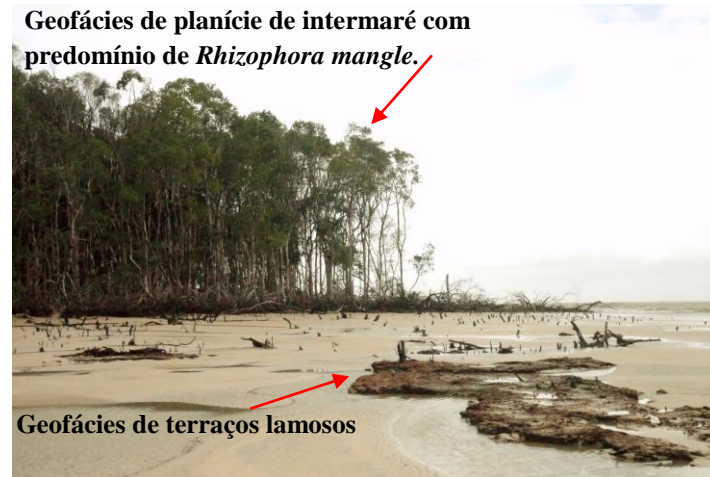 Geofácies de planície de intermaré com
predomínio de Rhizophora mangle.
Geofácies de terraços lamosos